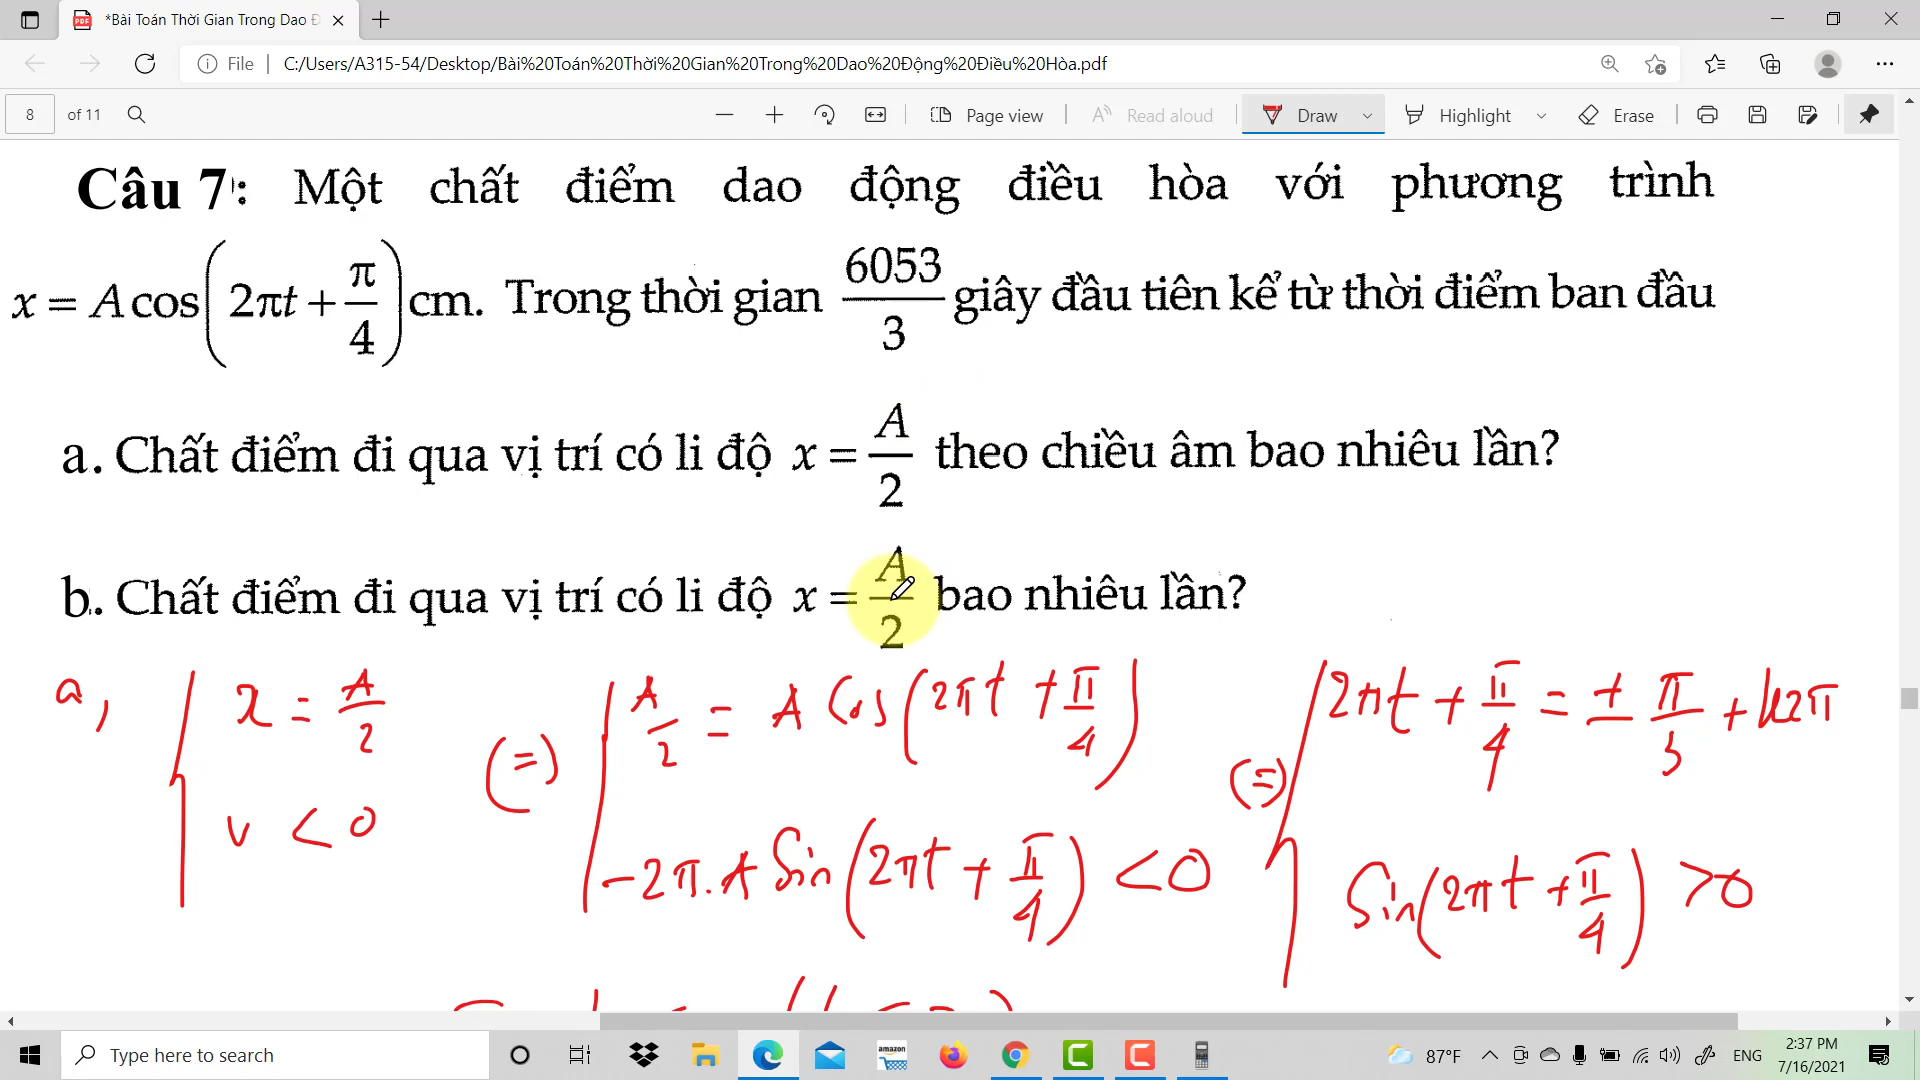 *Bài Toán Thời Gian Trong Dao Đ
File
C:/Users/A315-54/Desktop/Bài%20Toán%20Thời%20Gian%20Trong%20Dao%20Động%20Điều%20Hòa.pdf
8 of 11
Page view
Read aloud
Draw
Highlight
Erase
Câu 7: Một chất điểm dao động điều hòa với phương trình
x = A cos(2πt + π/4) cm. Trong thời gian 6053/3 giây đầu tiên kể từ thời điểm ban đầu
a. Chất điểm đi qua vị trí có li độ x = A/2 theo chiều âm bao nhiêu lần?
b. Chất điểm đi qua vị trí có li độ x = A/2 bao nhiêu lần?
a, { x = A/2 (=) { A/2 = A cos(2πt + π/4) (=) { 2πt + π/4 = ± π/3 + k2π
v < 0 -2π.A Sin(2πt + π/4) < 0 Sin(2πt + π/4) > 0
Type here to search
amazon
87°F
ENG
2:37 PM
7/16/2021